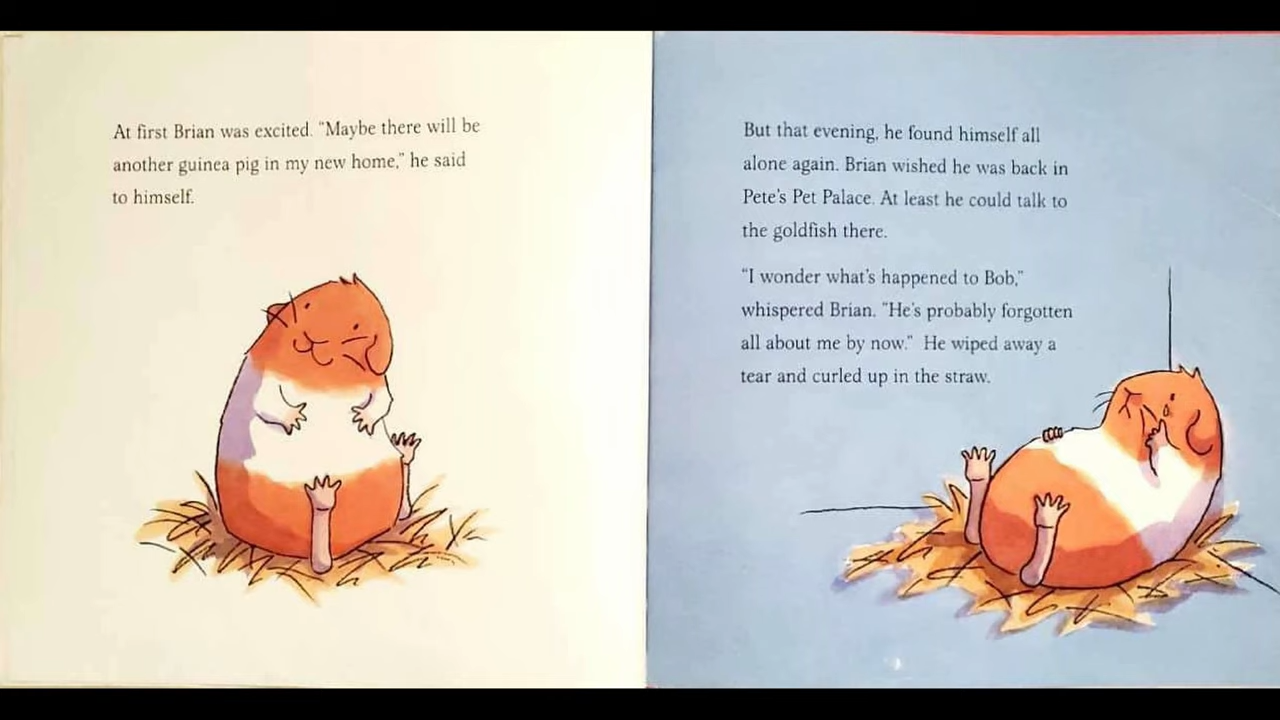 At first Brian was excited. "Maybe there will be
another guinea pig in my new home," he said
to himself.
But that evening, he found himself all
alone again. Brian wished he was back in
Pete's Pet Palace. At least he could talk to
the goldfish there.
"I wonder what's happened to Bob,"
whispered Brian. "He's probably forgotten
all about me by now." He wiped away a
tear and curled up in the straw.